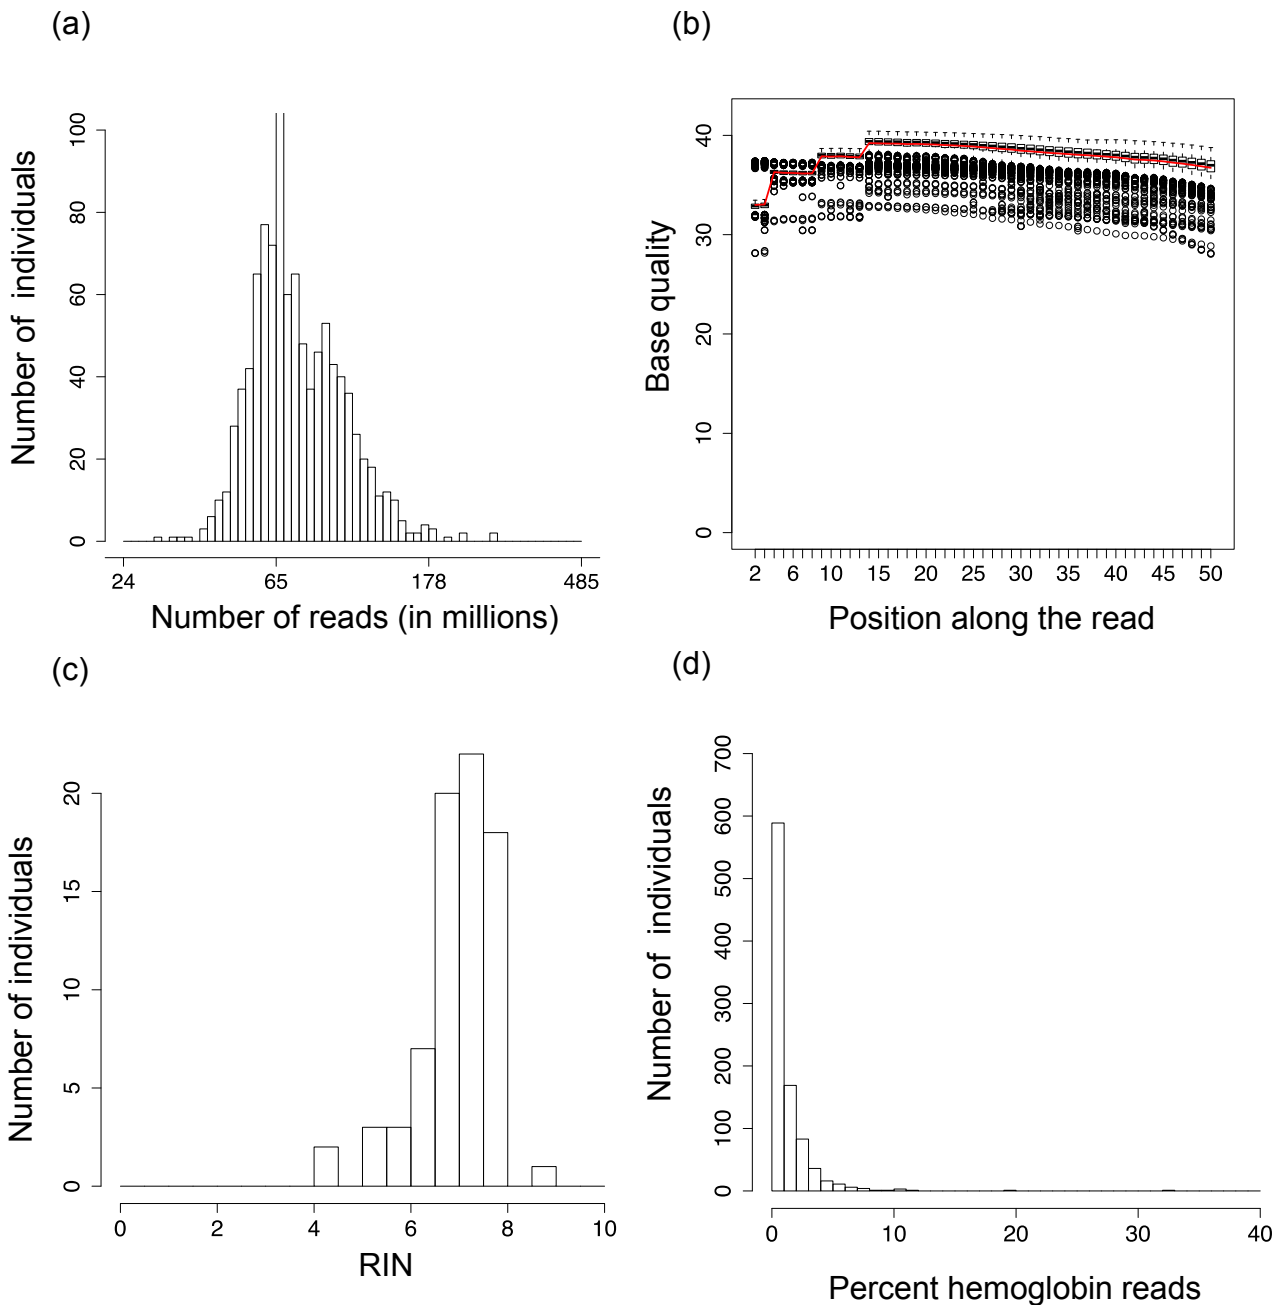 (a)
100
80
60
40
20
0
Number of  individuals
24 65 178 485
Number of reads (in millions)
(b)
40
30
20
10
0
Base quality
2 6 10 15 20 25 30 35 40 45 50
Position along the read
(c)
20
15
10
5
0
Number of individuals
0 2 4 6 8 10
RIN
(d)
700
600
500
400
300
200
100
0
Number of  individuals
0 10 20 30 40
Percent hemoglobin reads